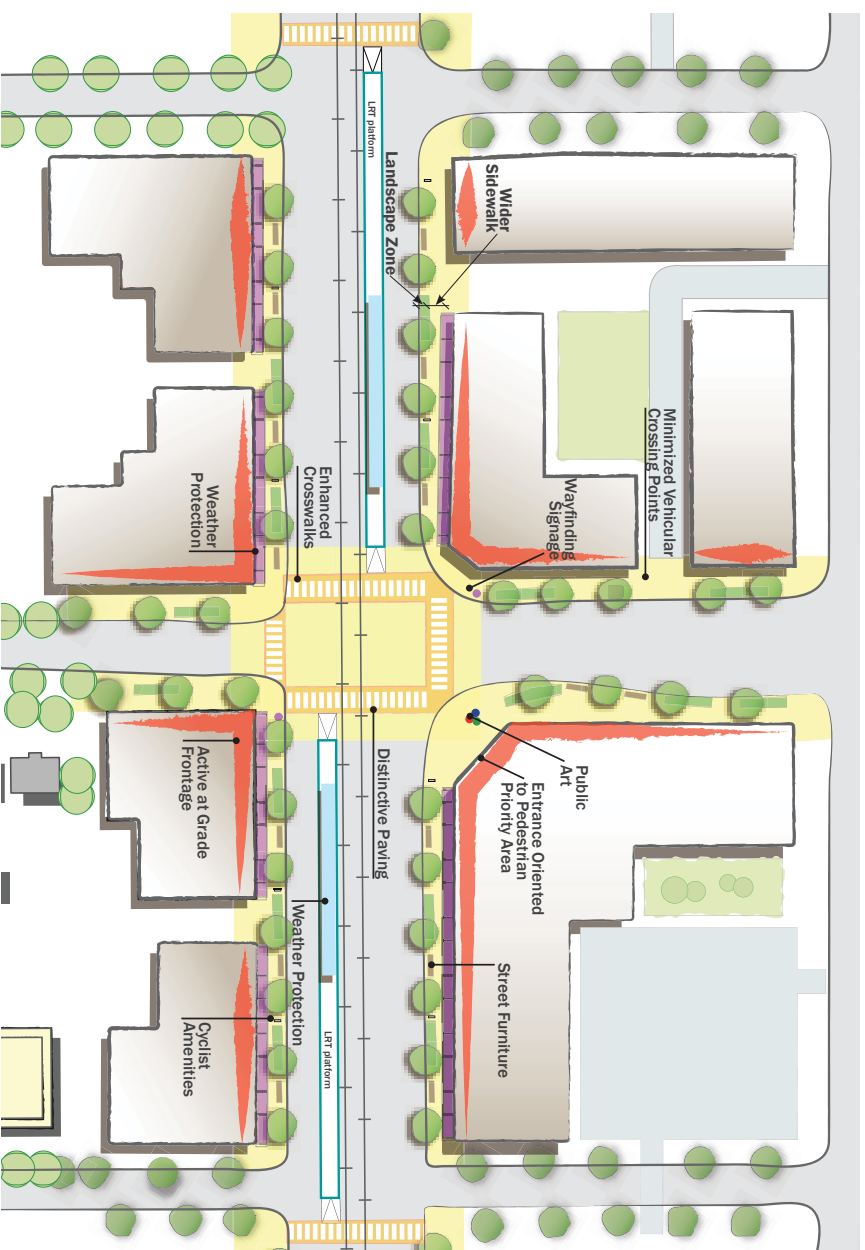 LRT platform
Landscape Zone
Wider
Sidewalk
Minimized Vehicular
Crossing Points
Wayfinding
Signage
Enhanced
Crosswalks
Weather
Protection
Public
Art
Entrance Oriented
to Pedestrian
Priority Area
Distinctive Paving
Active at Grade
Frontage
Weather Protection
Street Furniture
Cyclist
Amenities
LRT platform